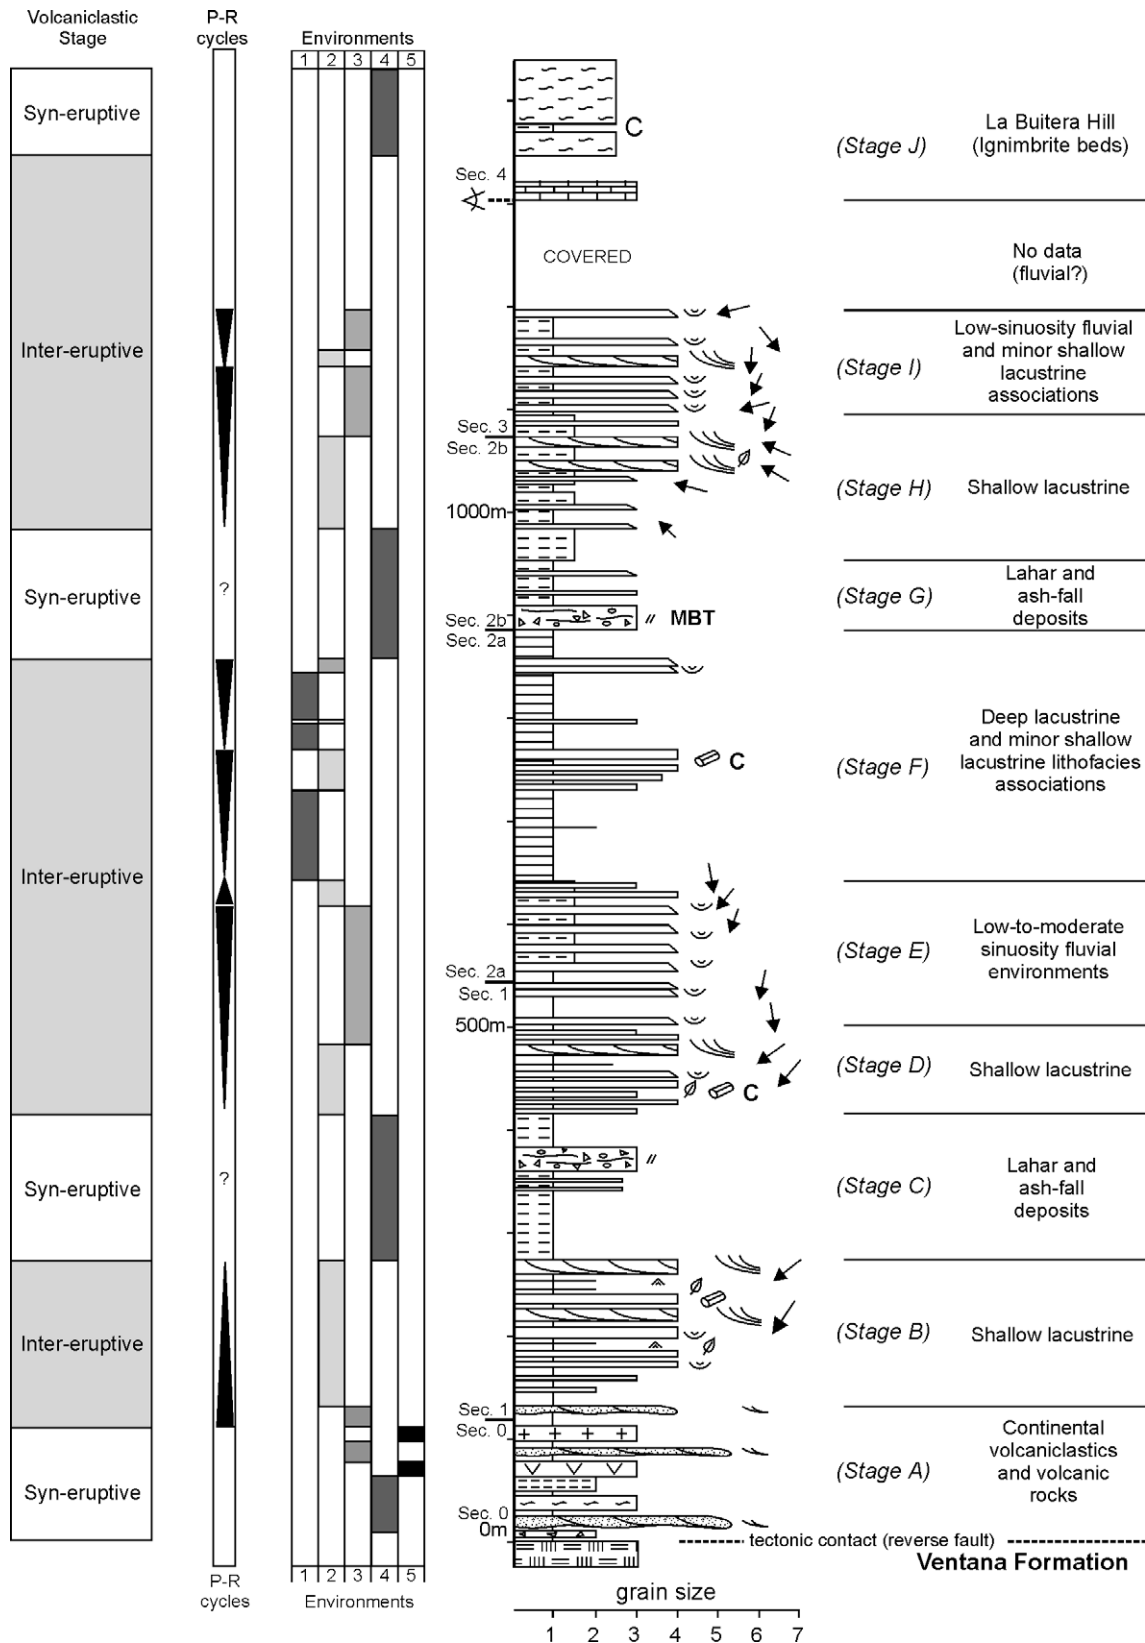 Volcaniclastic
Stage
P-R
cycles
Environments
1 2 3 4 5
Syn-eruptive
Inter-eruptive
Syn-eruptive
?
Inter-eruptive
Syn-eruptive
?
Inter-eruptive
Syn-eruptive
P-R
cycles
1 2 3 4 5
Environments
C
Sec. 4
COVERED
Sec. 3
Sec. 2b
1000m
Sec. 2b
MBT
Sec. 2a
C
Sec. 2a
Sec. 1
500m
C
Sec. 1
Sec. 0
Sec. 0
0m
grain size
1 2 3 4 5 6 7
(Stage J)
La Buitera Hill
(Ignimbrite beds)
No data
(fluvial?)
(Stage I)
Low-sinuosity fluvial
and minor shallow
lacustrine
associations
(Stage H)
Shallow lacustrine
(Stage G)
Lahar and
ash-fall
deposits
(Stage F)
Deep lacustrine
and minor shallow
lacustrine lithofacies
associations
(Stage E)
Low-to-moderate
sinuosity fluvial
environments
(Stage D)
Shallow lacustrine
(Stage C)
Lahar and
ash-fall
deposits
(Stage B)
Shallow lacustrine
(Stage A)
Continental
volcaniclastics
and volcanic
rocks
tectonic contact (reverse fault)
Ventana Formation